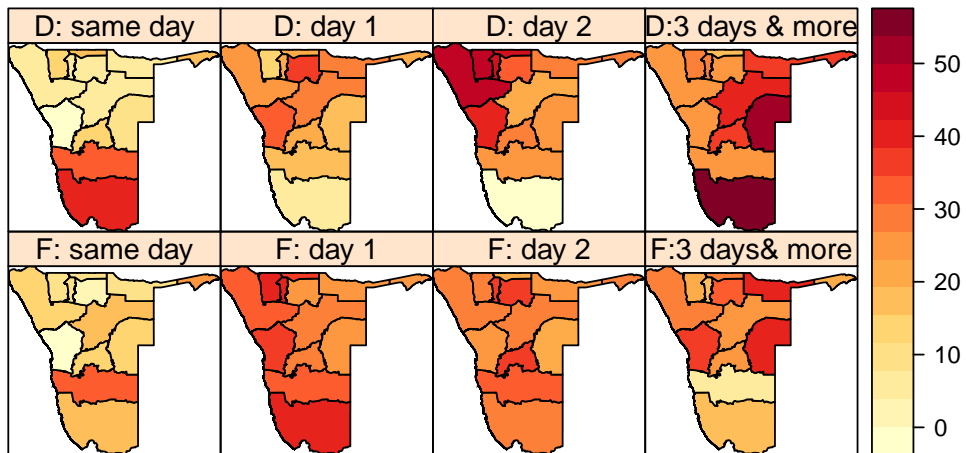 D: same day
D: day 1
D: day 2
D:3 days & more
F: same day
F: day 1
F: day 2
F:3 days& more
50
40
30
20
10
0